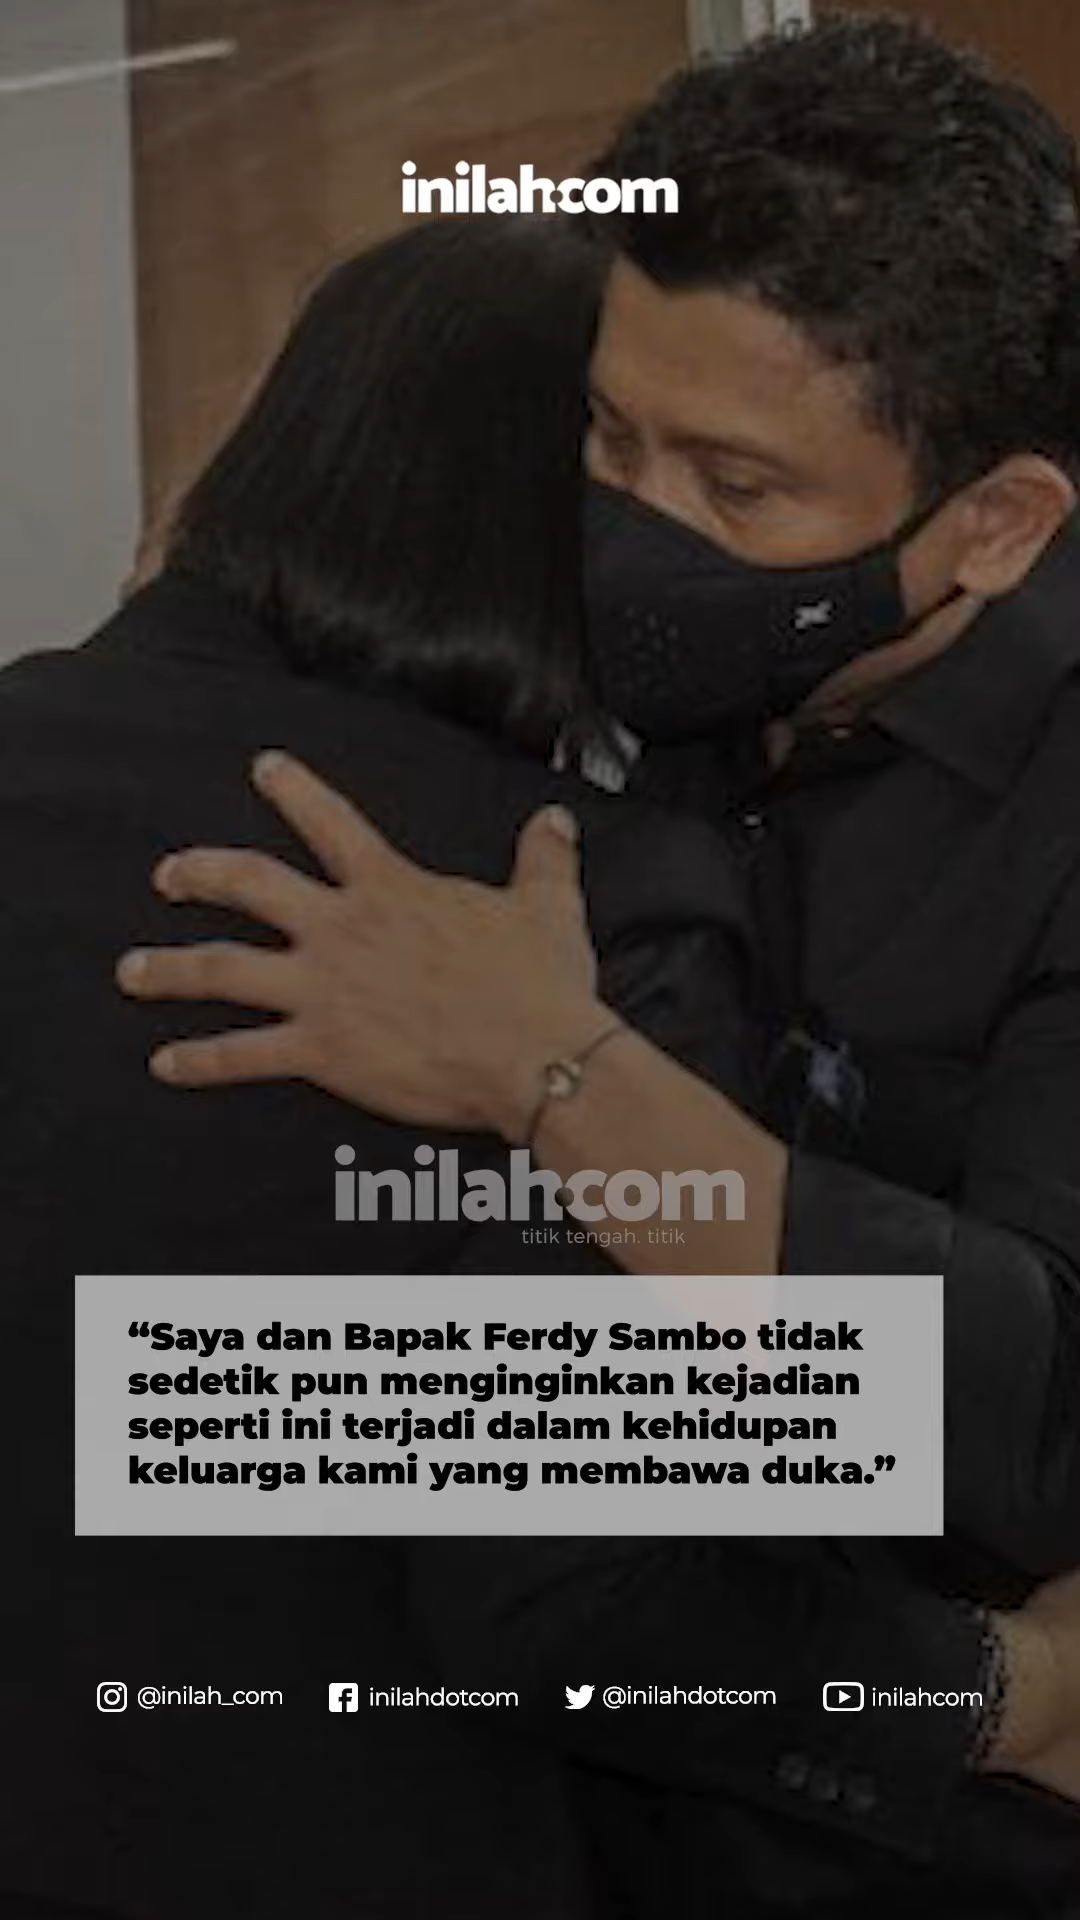 inilah.com
inilah.com
titik tengah. titik
“Saya dan Bapak Ferdy Sambo tidak
sedetik pun menginginkan kejadian
seperti ini terjadi dalam kehidupan
keluarga kami yang membawa duka.”
@inilah_com inilahdotcom @inilahdotcom inilahcom